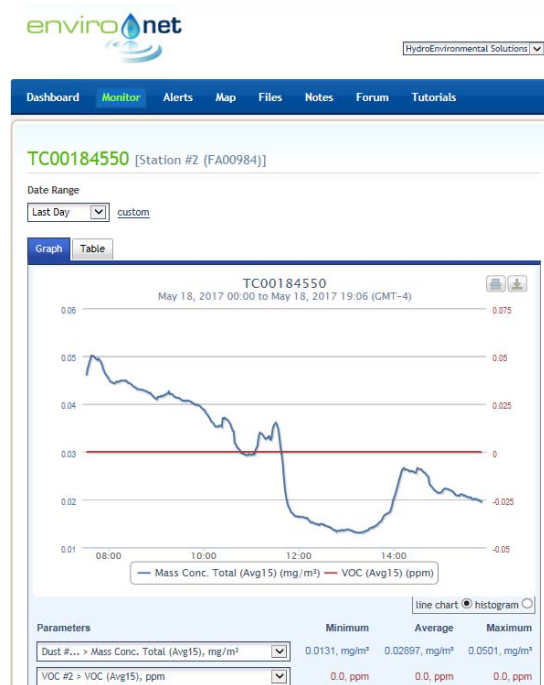 enviro net
HydroEnvironmental Solutions
Dashboard Monitor Alerts Map Files Notes Forum Tutorials
TC00184550 [Station #2 (FA00984)]
Date Range
Last Day custom
Graph Table
TC00184550
May 18, 2017 00:00 to May 18, 2017 19:06 (GMT-4)
0.06 0.075
0.05 0.05
0.04 0.025
0.03 0
0.02 -0.025
0.01 -0.05
08:00 10:00 12:00 14:00
Mass Conc. Total (Avg15) (mg/m³) VOC (Avg15) (ppm)
line chart histogram
Parameters Minimum Average Maximum
Dust #... > Mass Conc. Total (Avg15), mg/m³ 0.0131, mg/m³ 0.02897, mg/m³ 0.0501, mg/m³
VOC #2 > VOC (Avg15), ppm 0.0, ppm 0.0, ppm 0.0, ppm